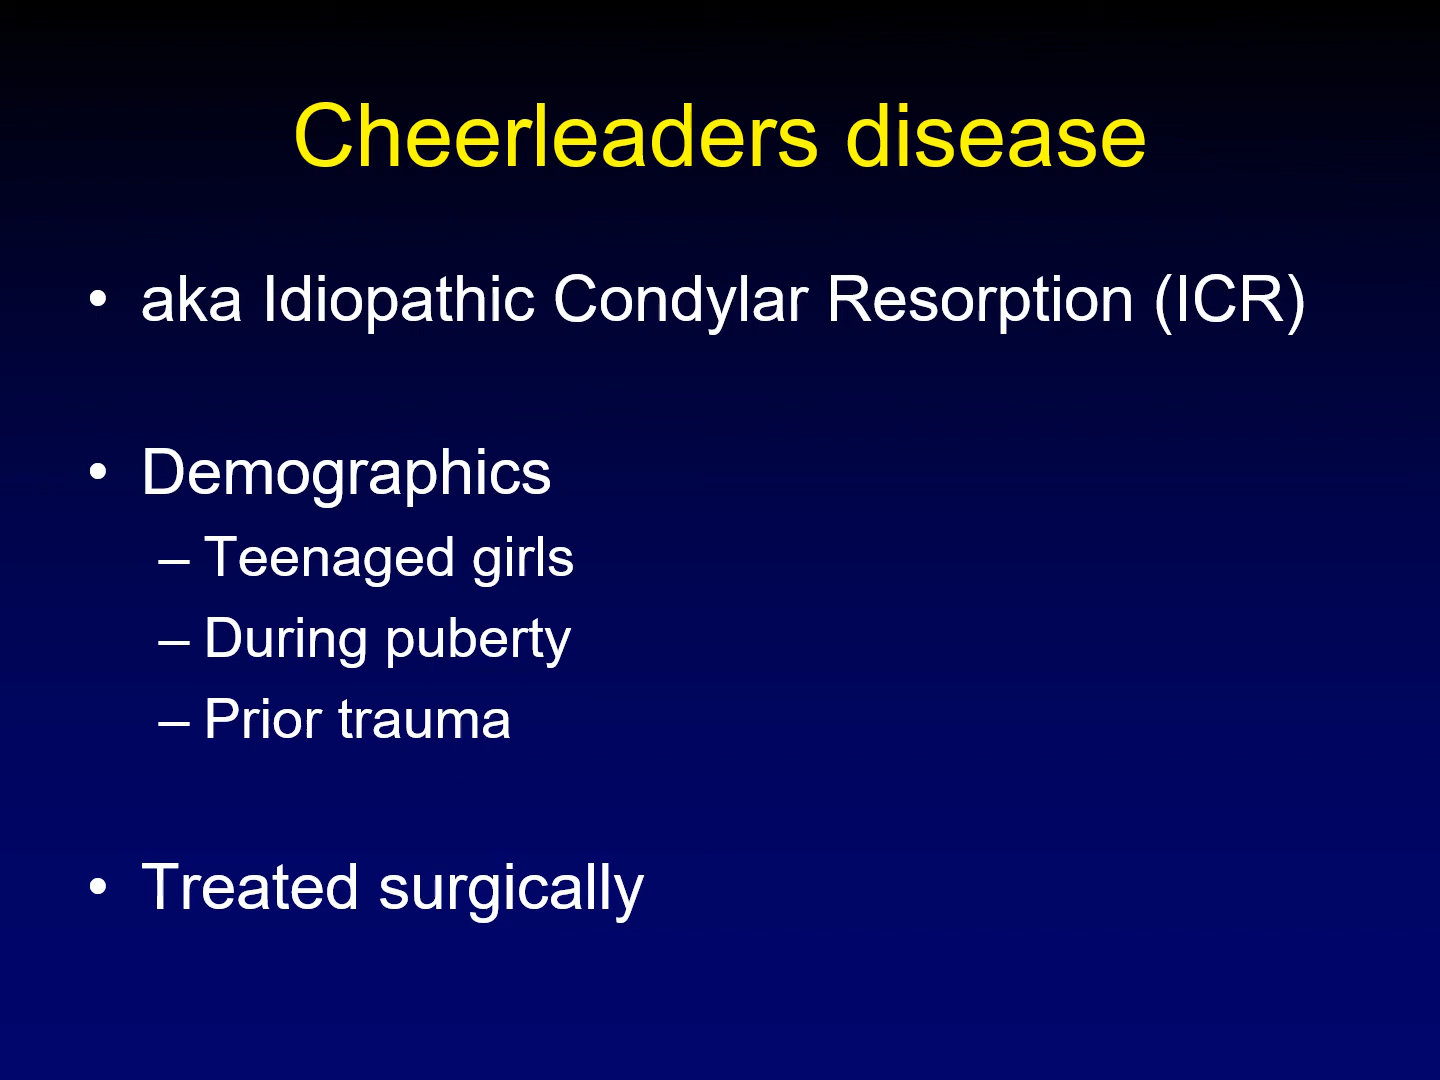 Cheerleaders disease
• aka Idiopathic Condylar Resorption (ICR)
• Demographics
– Teenaged girls
– During puberty
– Prior trauma
• Treated surgically